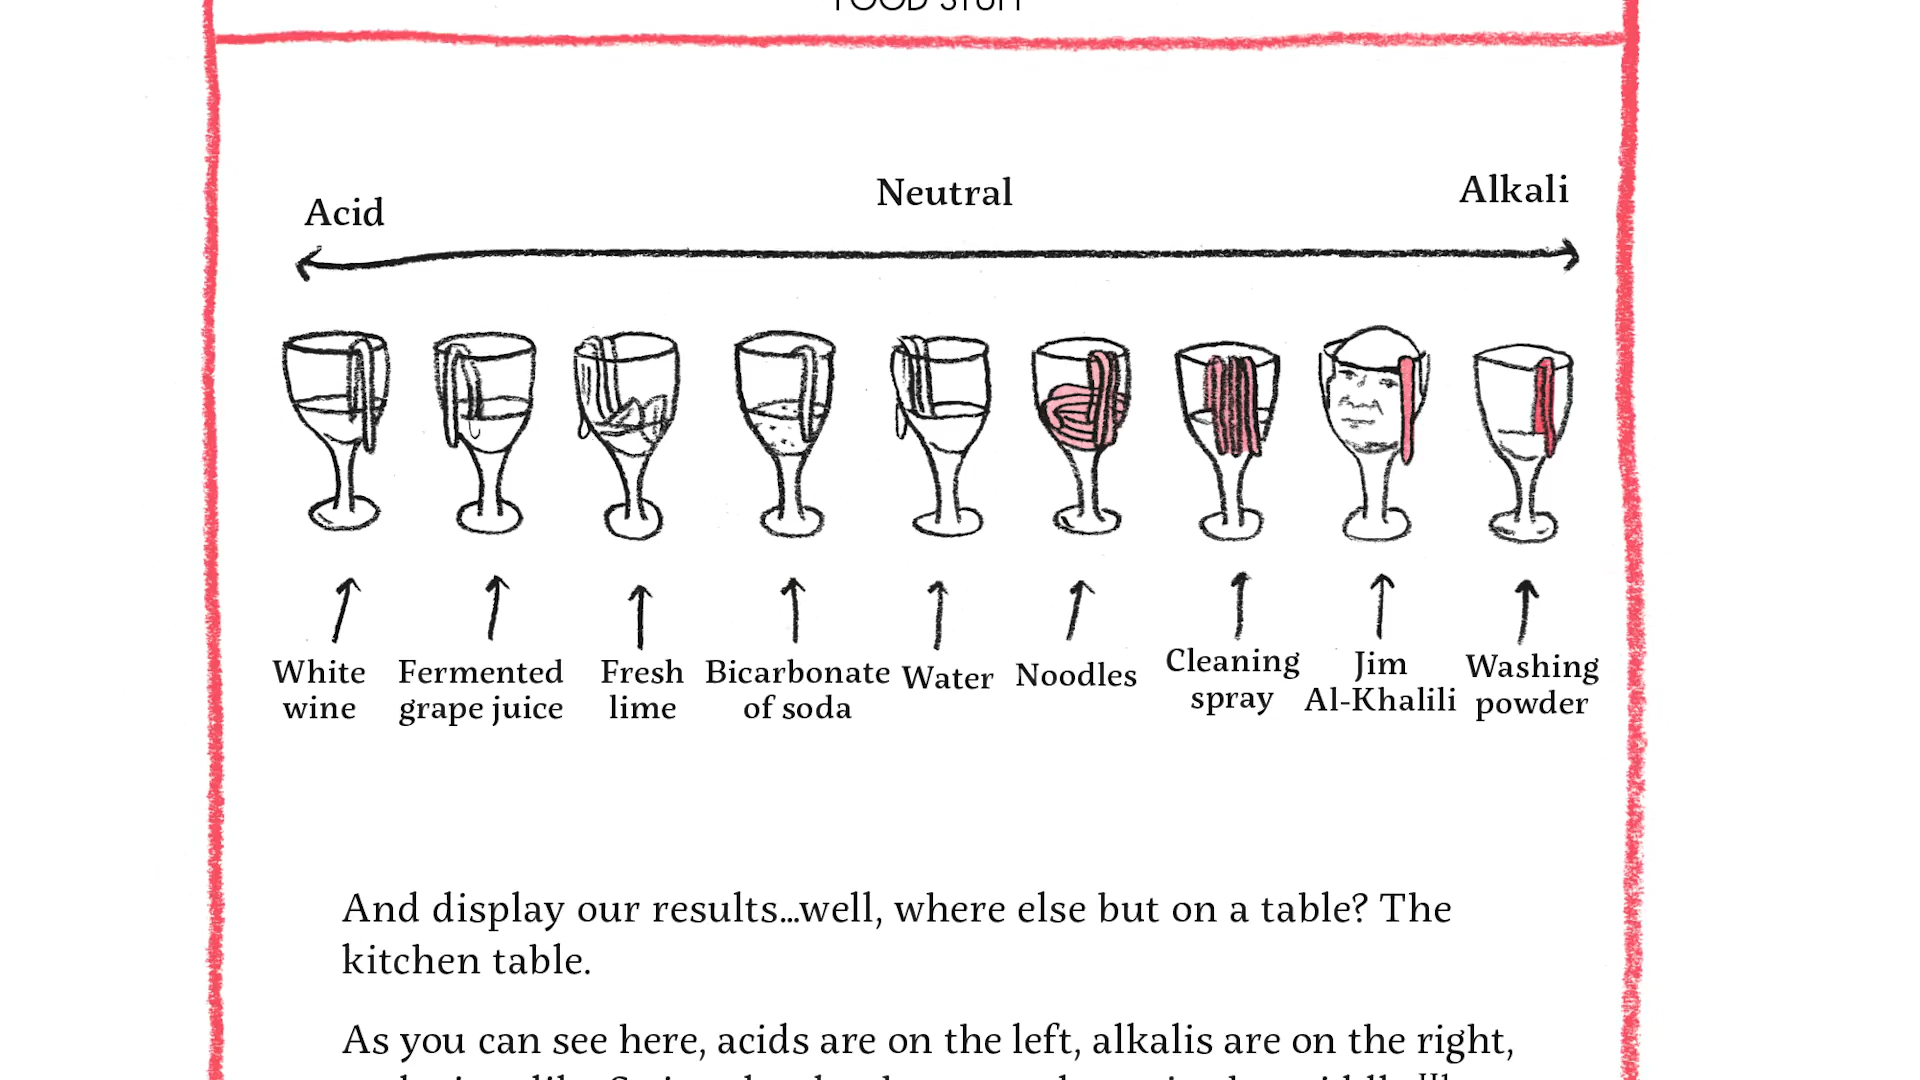 FOOD STUFF
Acid
Neutral
Alkali
White
wine
Fermented
grape juice
Fresh
lime
Bicarbonate
of soda
Water
Noodles
Cleaning
spray
Jim
Al-Khalili
Washing
powder
And display our results...well, where else but on a table? The
kitchen table.
As you can see here, acids are on the left, alkalis are on the right,